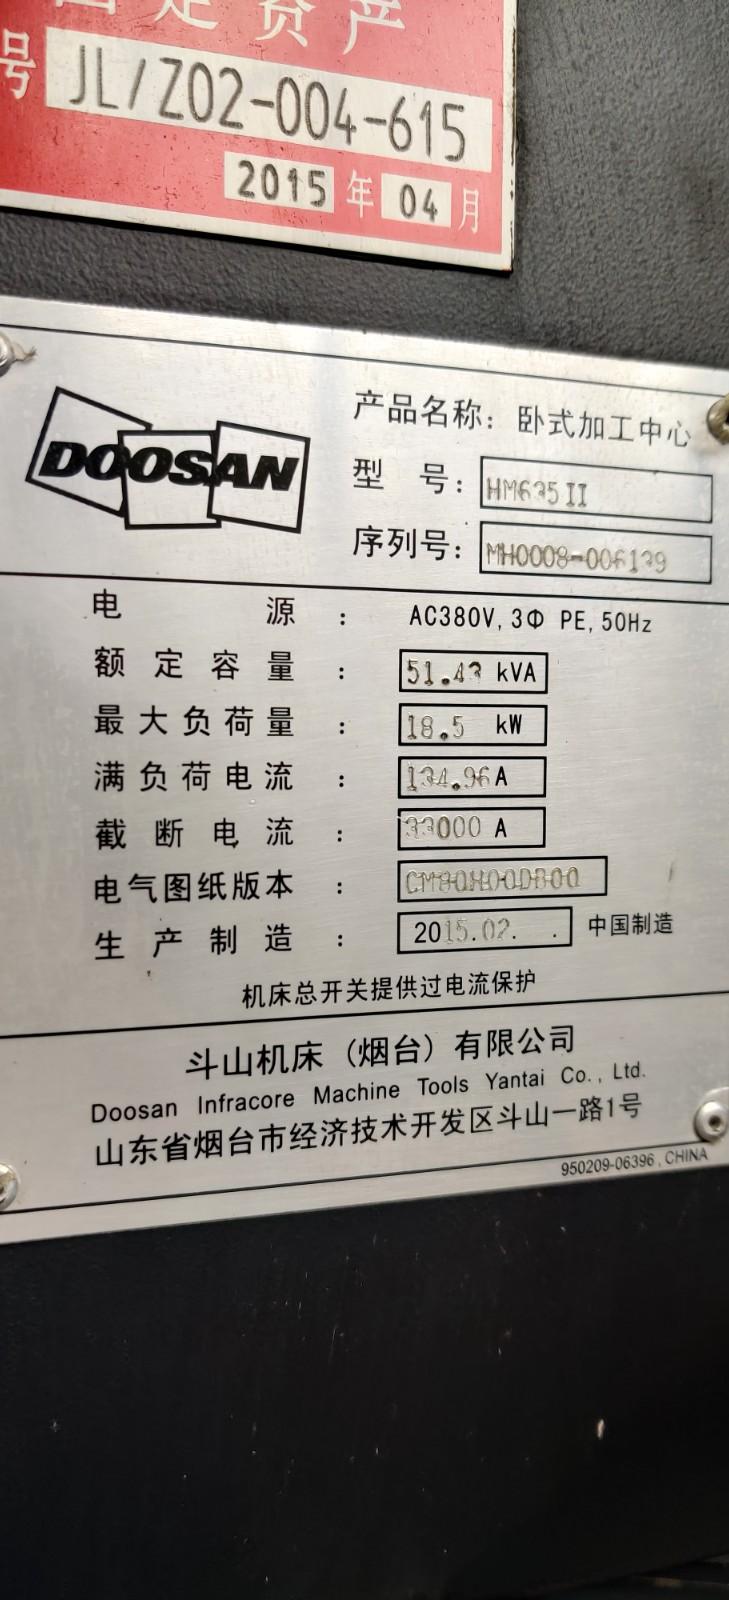 固定资产
号 JL/Z02-004-615
2015 年 04 月
DOOSAN
产品名称: 卧式加工中心
型 号: HM635II
序列号: MH0008-006139
电 源 : AC380V, 3Φ PE, 50Hz
额定容量 : 51.43 kVA
最大负荷量 : 18.5 kW
满负荷电流 : 134.96 A
截断电流 : 33000 A
电气图纸版本 :
生产制造 : 2015.02. . 中国制造
机床总开关提供过电流保护
斗山机床（烟台）有限公司
Doosan Infracore Machine Tools Yantai Co., Ltd.
山东省烟台市经济技术开发区斗山一路1号
950209-06396, CHINA